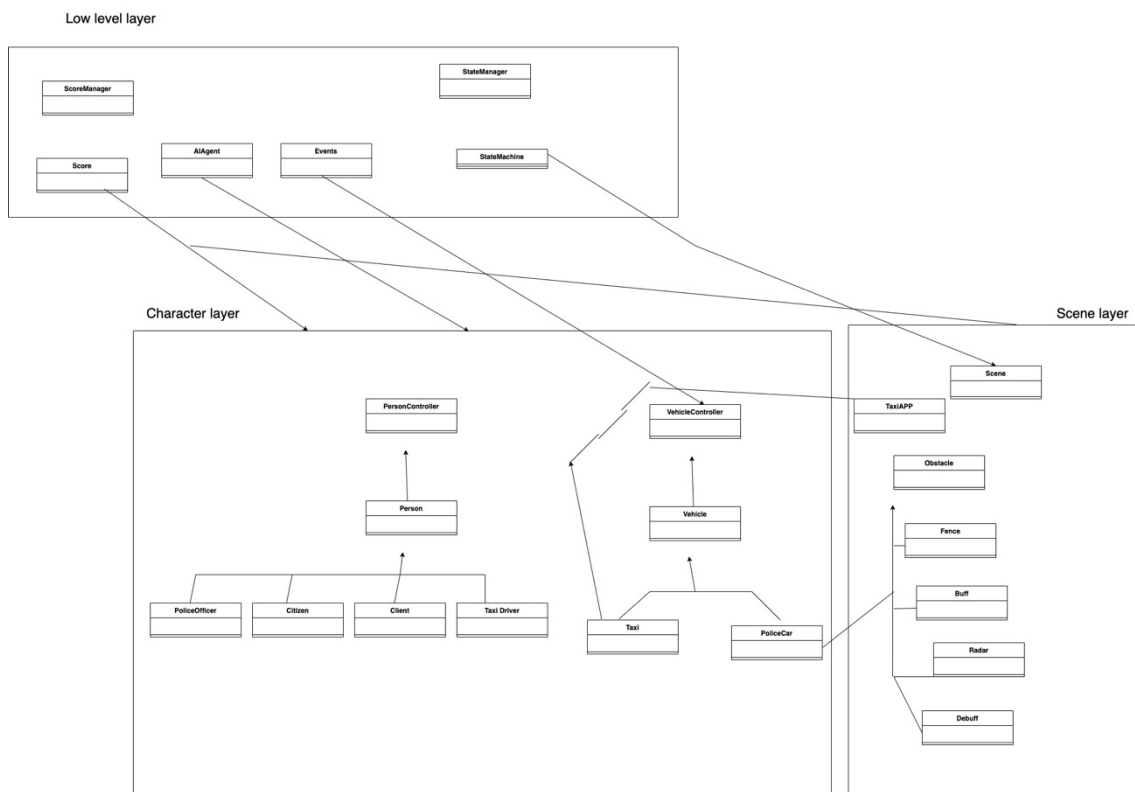 Low level layer
StateManager
ScoreManager
AIAgent
Events
StateMachine
Score
Character layer
Scene layer
Scene
PersonController
VehicleController
TaxiAPP
Obstacle
Person
Vehicle
Fence
Buff
PoliceOfficer
Citizen
Client
Taxi Driver
Taxi
PoliceCar
Radar
Debuff